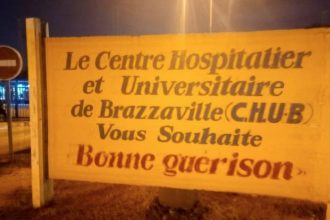 Le Centre Hospitalier
et Universitaire
de Brazzaville (C.H.U-B)
Vous Souhaite
"Bonne guérison"